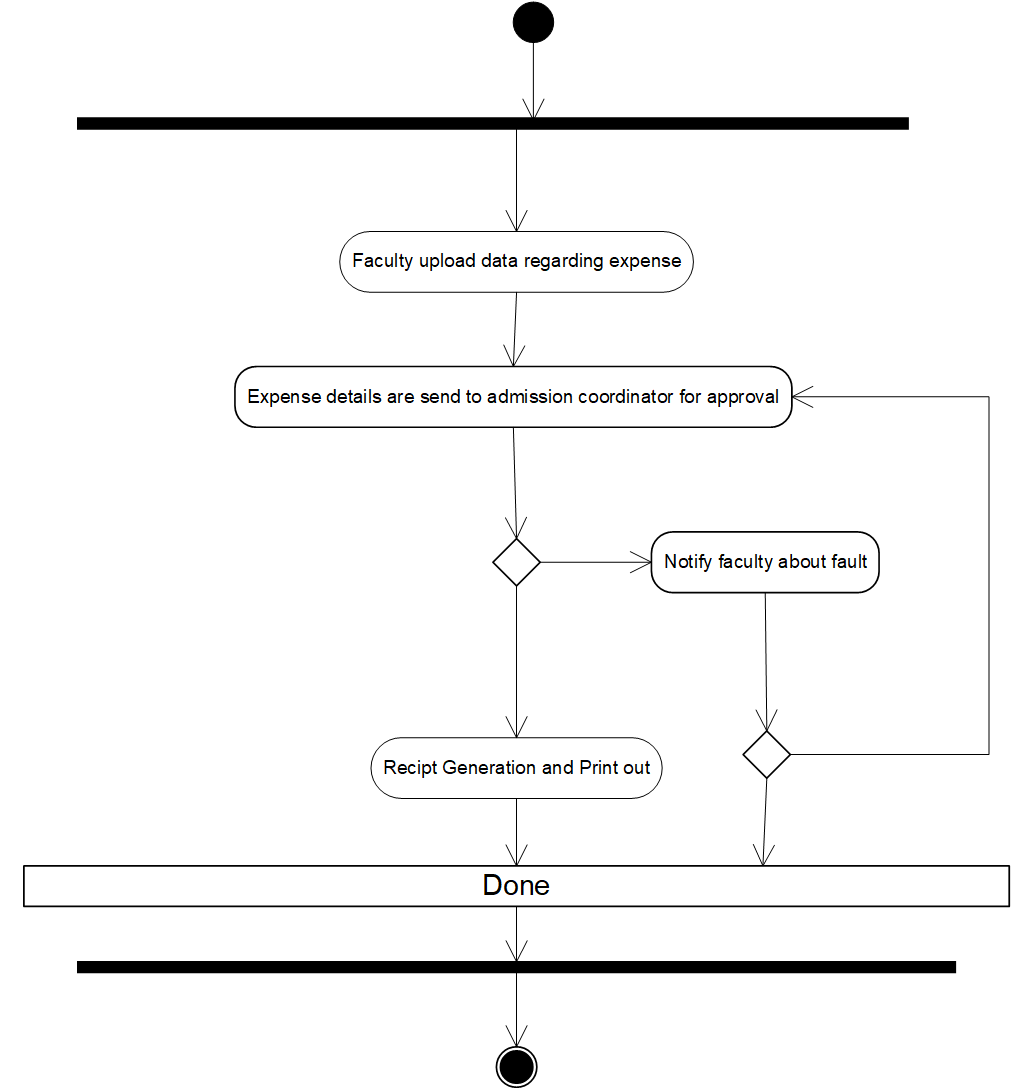 Faculty upload data regarding expense
Expense details are send to admission coordinator for approval
Notify faculty about fault
Recipt Generation and Print out
Done